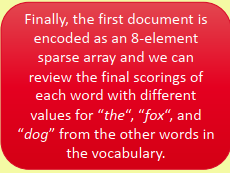 Finally, the first document is
encoded as an 8-element
sparse array and we can
review the final scorings of
each word with different
values for “the“, “fox“, and
“dog” from the other words in
the vocabulary.